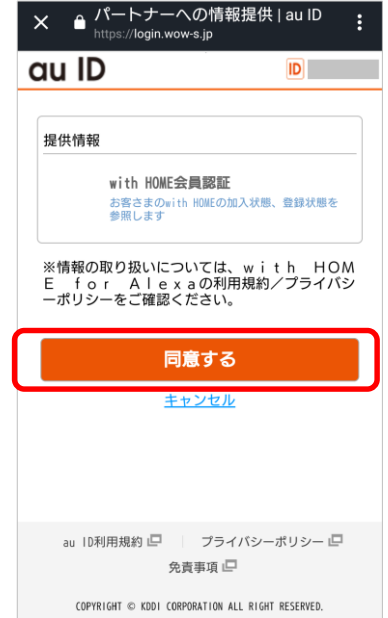 パートナーへの情報提供 | au ID
https://login.wow-s.jp
au ID
ID
提供情報
with HOME会員認証
お客さまのwith HOMEの加入状態、登録状態を
参照します
※情報の取り扱いについては、ｗｉｔｈ　ＨＯＭ
Ｅ　ｆｏｒ　Ａｌｅｘａの利用規約／プライバシ
ーポリシーをご確認ください。
同意する
キャンセル
au ID利用規約 | プライバシーポリシー
免責事項
COPYRIGHT © KDDI CORPORATION ALL RIGHT RESERVED.